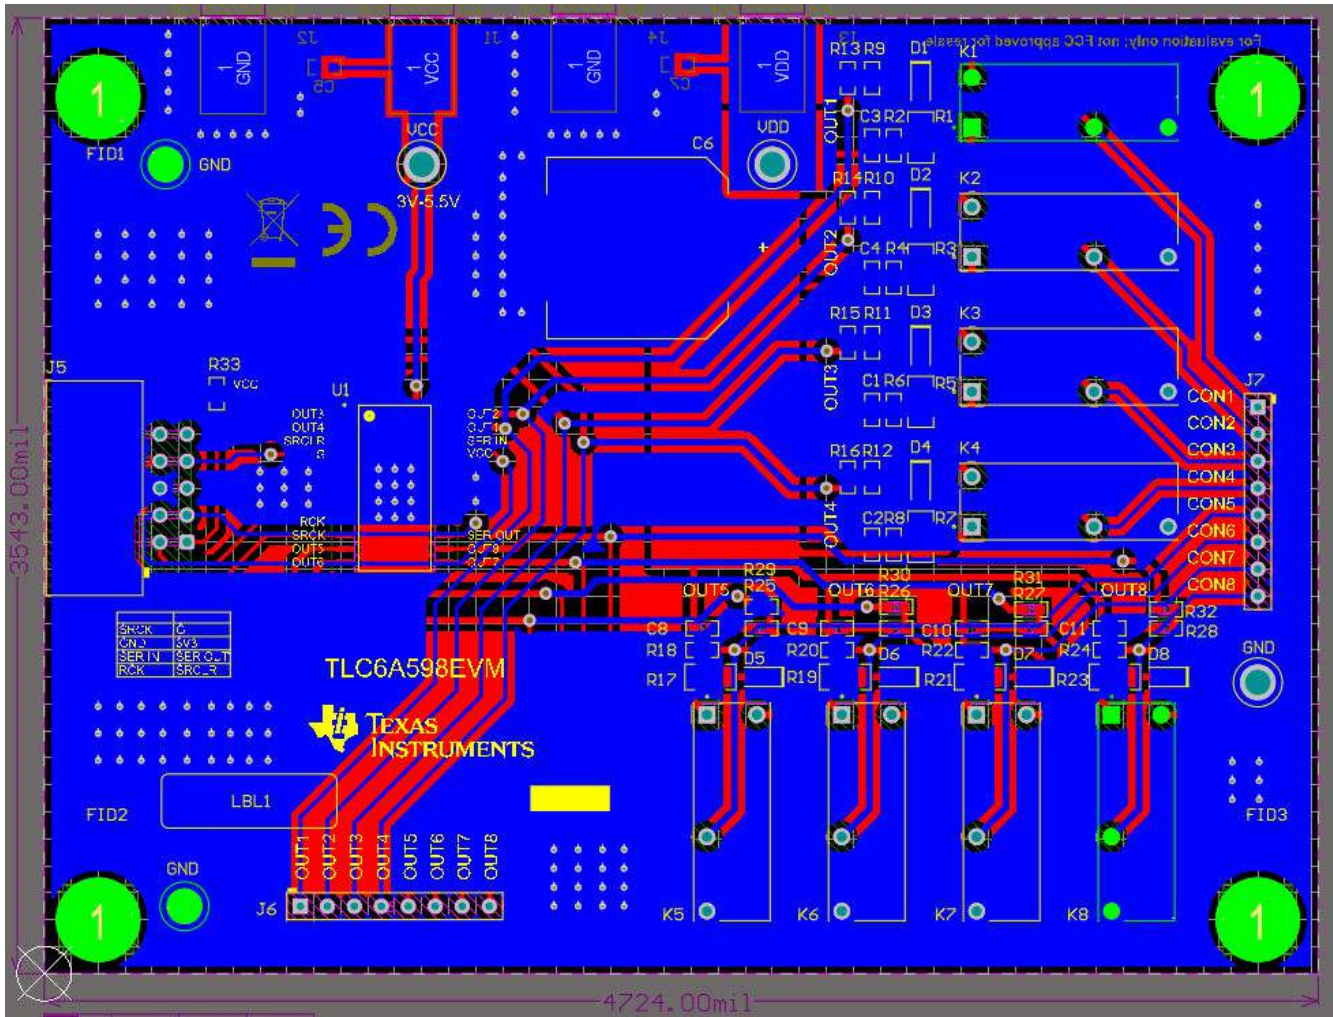 J2
J1
J4
J3
For evaluation only; not FCC approved for resale
1
GND
1
VCC
1
GND
1
VDD
C5
C7
R13 R9
D1
K1
1
1
OUT1
C3 R2
R1
FID1
GND
VCC
C6
VDD
3V-5.5V
R14 R10
D2
K2
OUT2
+
C4 R4
R3
R15 R11
D3
K3
J5
R33
VCC
U1
OUT3
C1 R6
R5
J7
CON1
CON2
CON3
CON4
CON5
CON6
CON7
CON8
OUT3
OUT4
SRCLR
G
OUT2
OUT1
SER IN
VCC
R16 R12
D4
K4
OUT4
C2 R8
R7
RCK
SRCK
OUT5
OUT6
SER OUT
OUT8
OUT7
R29
R25
R30
R26
R31
R27
R32
R28
OUT5
OUT6
OUT7
OUT8
C8
C9
C10
C11
R18
R20
R22
R24
D5
D6
D7
D8
R17
R19
R21
R23
GND
SRCK G
GND 3V3
SER IN SER OUT
RCK SRCLR
TLC6A598EVM
TEXAS
INSTRUMENTS
LBL1
FID2
FID3
GND
OUT1
OUT2
OUT3
OUT4
OUT5
OUT6
OUT7
OUT8
J6
K5
K6
K7
K8
1
1
3543.00mil
4724.00mil